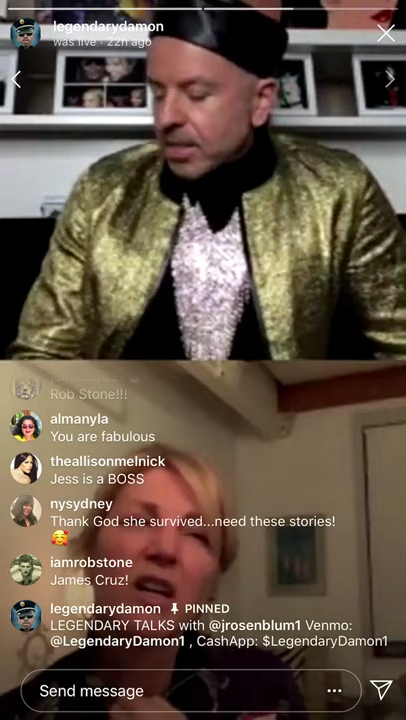 legendarydamon
was live · 22h ago
Rob Stone!!!
almanyla
You are fabulous
theallisonmelnick
Jess is a BOSS
nysydney
Thank God she survived...need these stories!
🥰
iamrobstone
James Cruz!
legendarydamon PINNED
LEGENDARY TALKS with @jrosenblum1 Venmo:
@LegendaryDamon1 , CashApp: $LegendaryDamon1
Send message